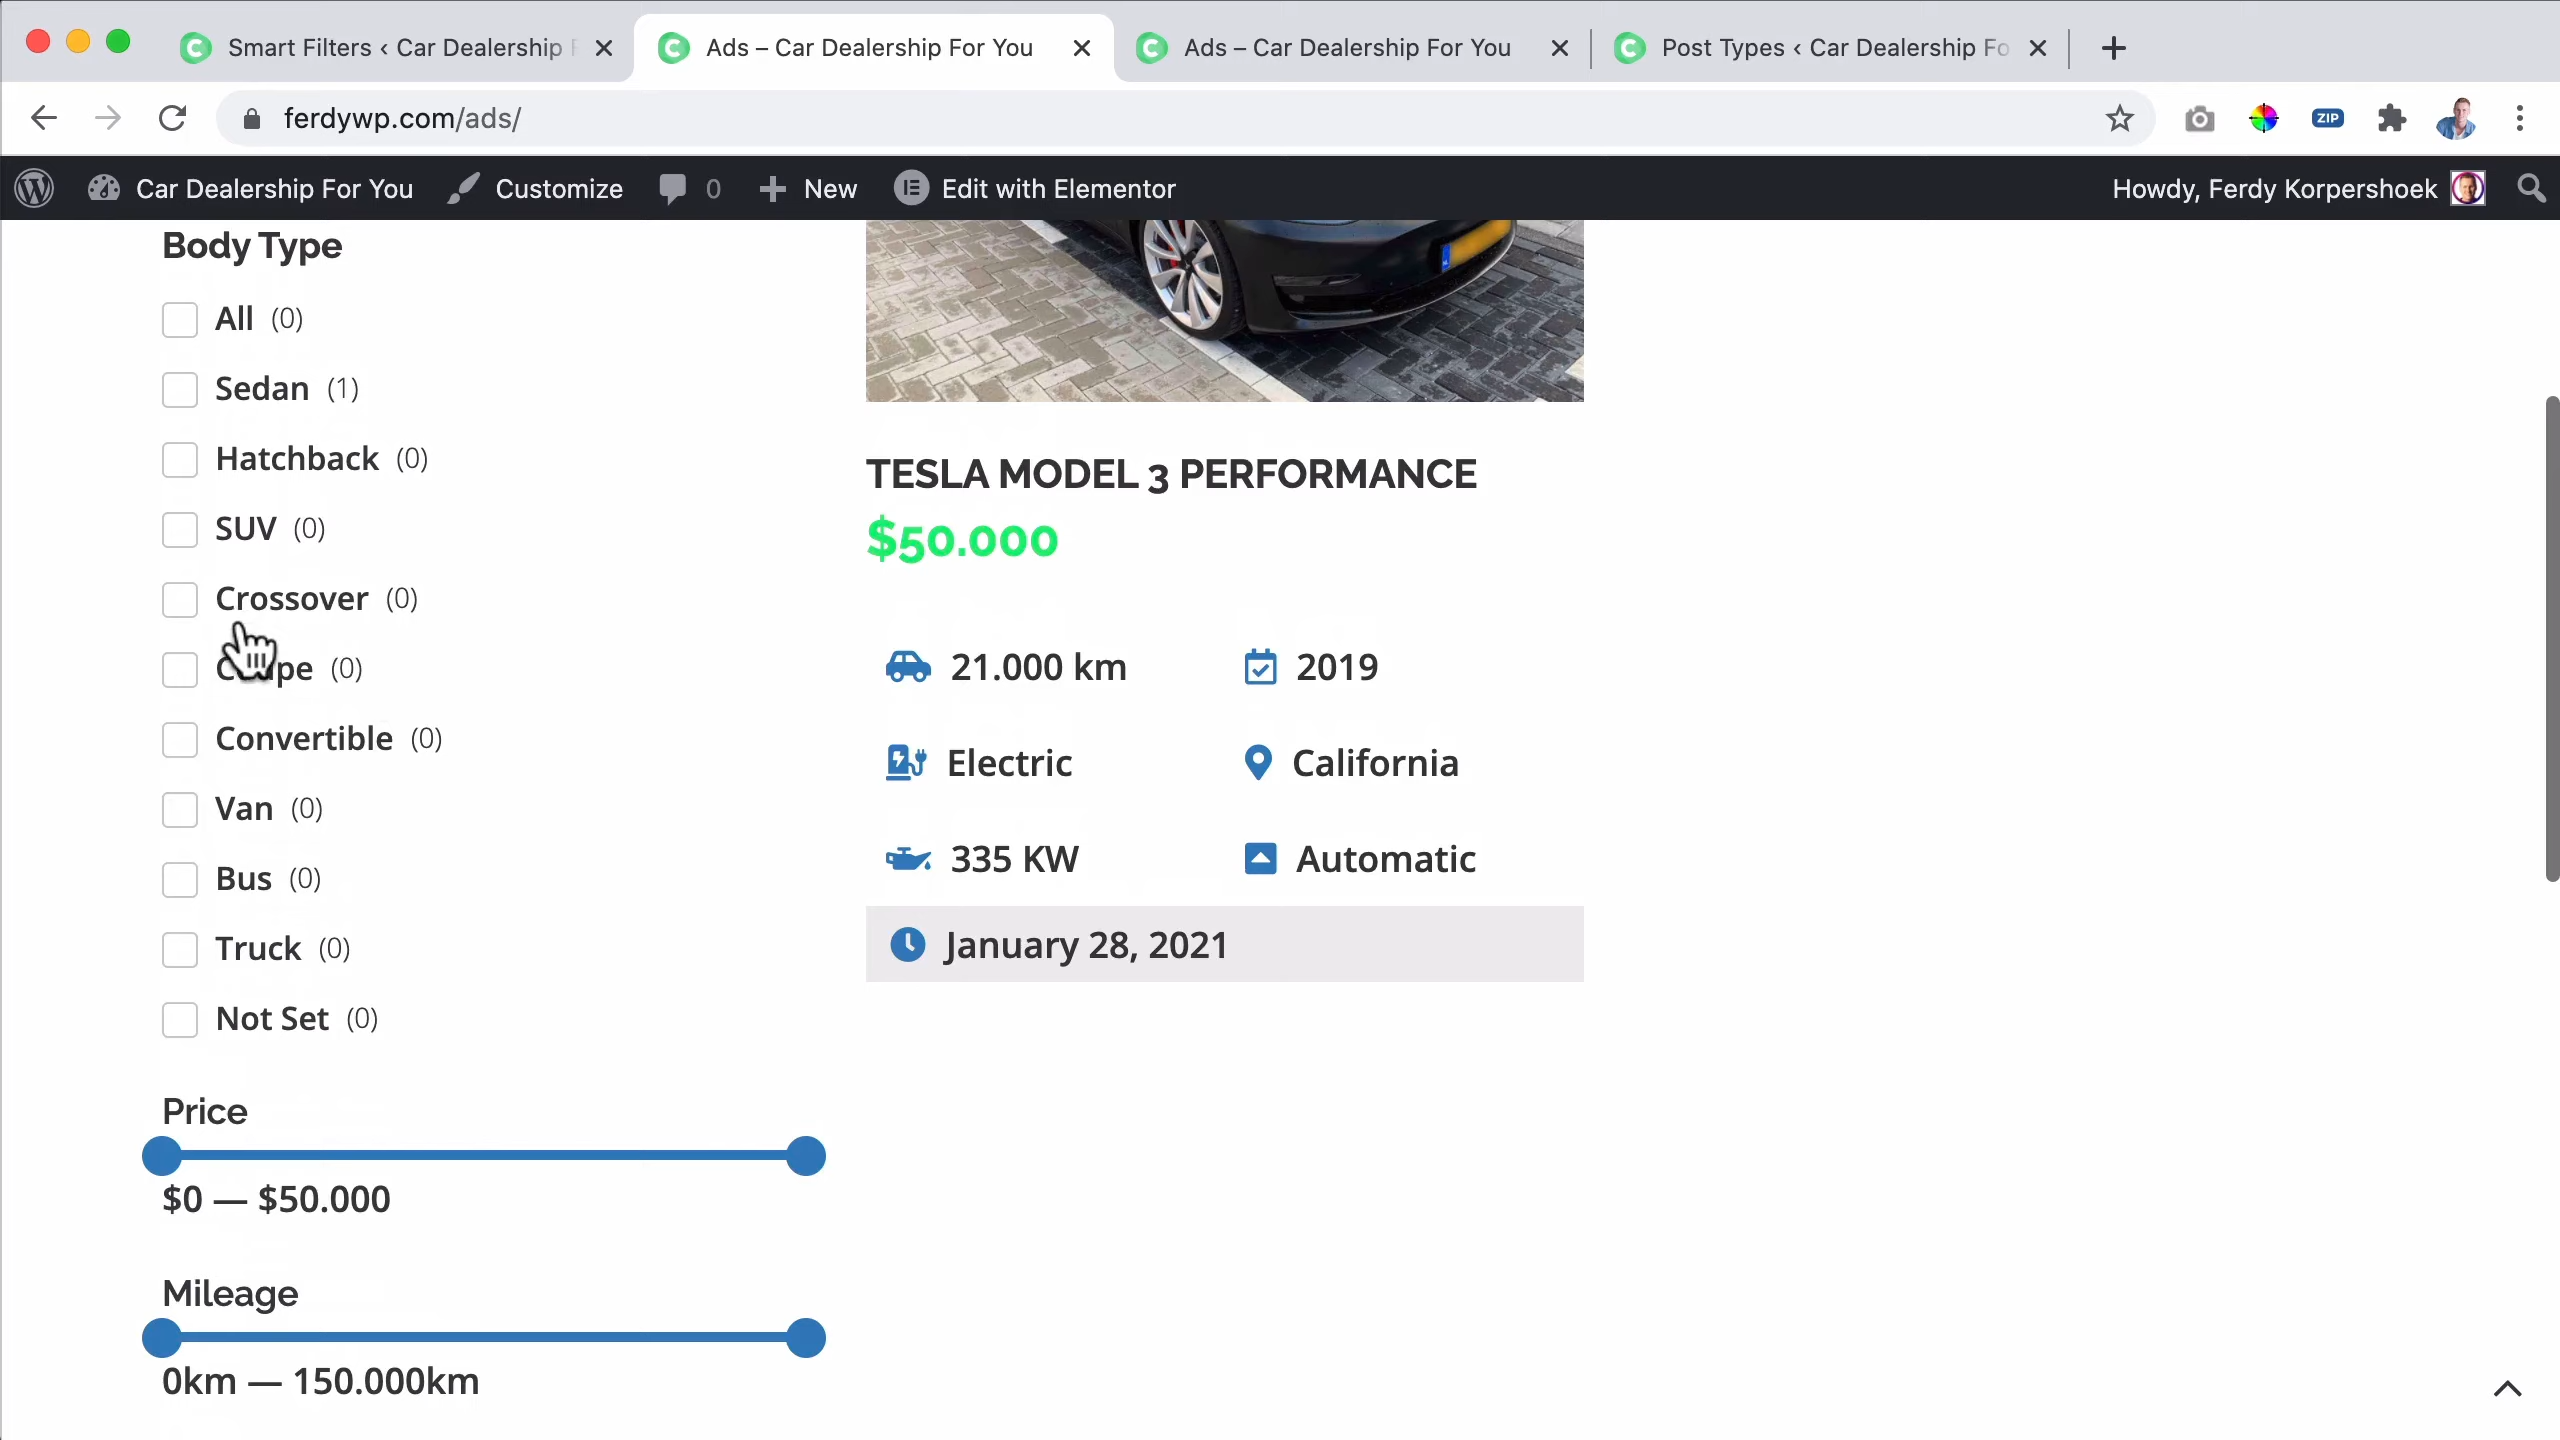 Smart Filters ‹ Car Dealership
Ads – Car Dealership For You
Ads – Car Dealership For You
Post Types ‹ Car Dealership Fo
ferdywp.com/ads/
ZIP
Car Dealership For You
Customize
0
New
Edit with Elementor
Howdy, Ferdy Korpershoek
Body Type
All (0)
Sedan (1)
Hatchback (0)
SUV (0)
Crossover (0)
(0)
Convertible (0)
Van (0)
Bus (0)
Truck (0)
Not Set (0)
Price
$0 — $50.000
Mileage
0km — 150.000km
TESLA MODEL 3 PERFORMANCE
$50.000
21.000 km
2019
Electric
California
335 KW
Automatic
January 28, 2021